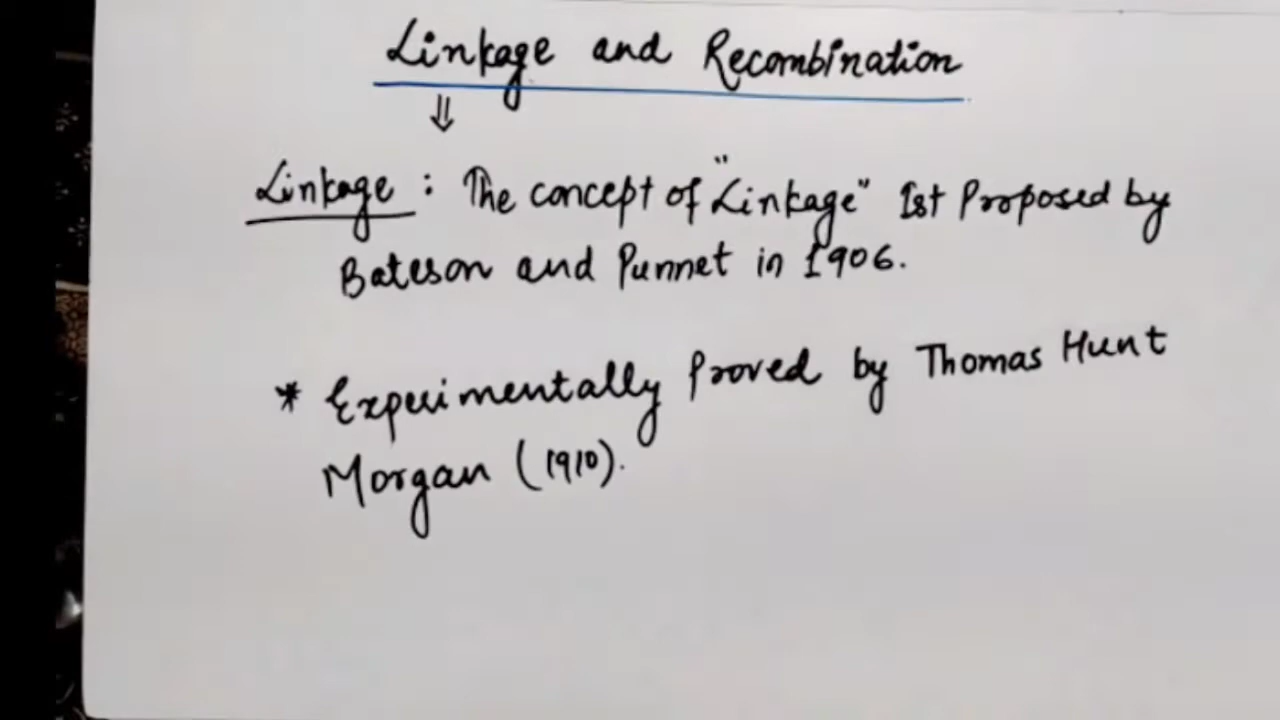 Linkage and Recombination
⇓
Linkage : The concept of "Linkage" 1st Proposed by
Bateson and Punnet in 1906.
* Experimentally Proved by Thomas Hunt
Morgan (1910).